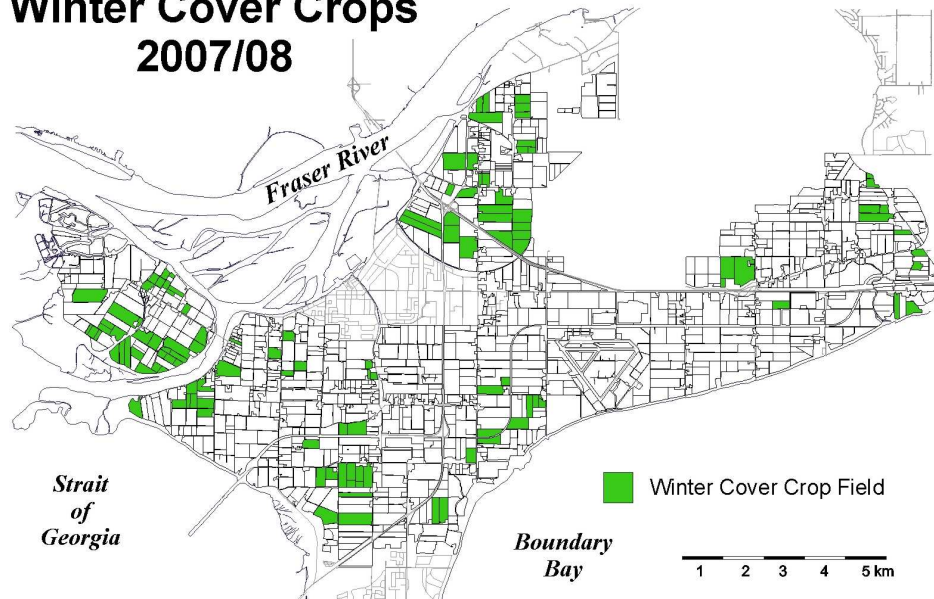 Winter Cover Crops
2007/08
Fraser River
Strait
of
Georgia
Winter Cover Crop Field
Boundary
Bay
1 2 3 4 5 km